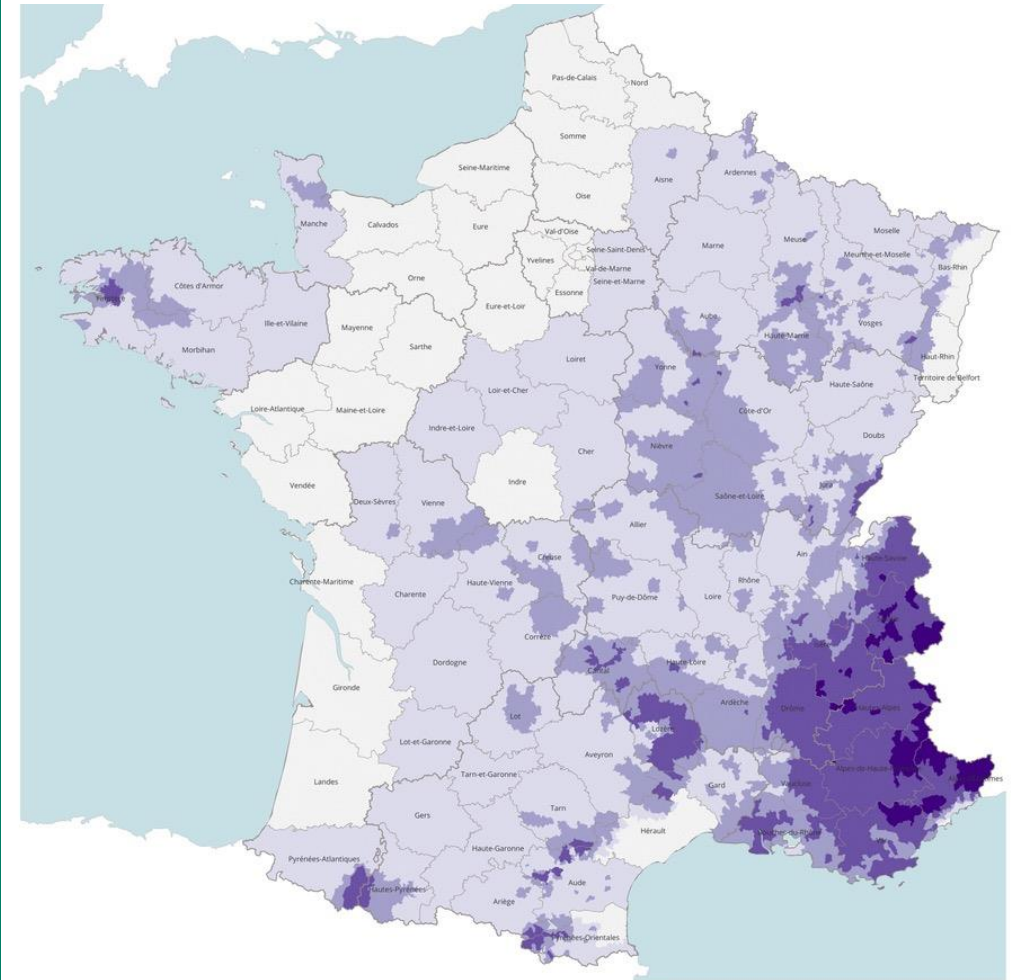 Pas-de-Calais
Nord
Somme
Seine-Maritime
Oise
Aisne
Ardennes
Manche
Calvados
Eure
Val-d'Oise
Yvelines
Seine-Saint-Denis
Val-de-Marne
Seine-et-Marne
Essonne
Marne
Meuse
Moselle
Meurthe-et-Moselle
Bas-Rhin
Orne
Eure-et-Loir
Côtes d'Armor
Finistère
Ille-et-Vilaine
Morbihan
Mayenne
Sarthe
Aube
Haute-Marne
Vosges
Haut-Rhin
Territoire de Belfort
Loiret
Loir-et-Cher
Yonne
Haute-Saône
Côte-d'Or
Doubs
Loire-Atlantique
Maine-et-Loire
Indre-et-Loire
Cher
Nièvre
Indre
Vendée
Deux-Sèvres
Vienne
Saône-et-Loire
Jura
Allier
Ain
Haute-Savoie
Creuse
Charente-Maritime
Haute-Vienne
Charente
Puy-de-Dôme
Loire
Rhône
Corrèze
Dordogne
Cantal
Haute-Loire
Gironde
Lot
Lozère
Ardèche
Drôme
Hautes-Alpes
Lot-et-Garonne
Aveyron
Tarn-et-Garonne
Landes
Gard
Vaucluse
Alpes-de-Haute-
Gers
Tarn
Hérault
Bouches-du-Rhône
Var
Haute-Garonne
Pyrénées-Atlantiques
Hautes-Pyrénées
Aude
Ariège
Pyrénées-Orientales